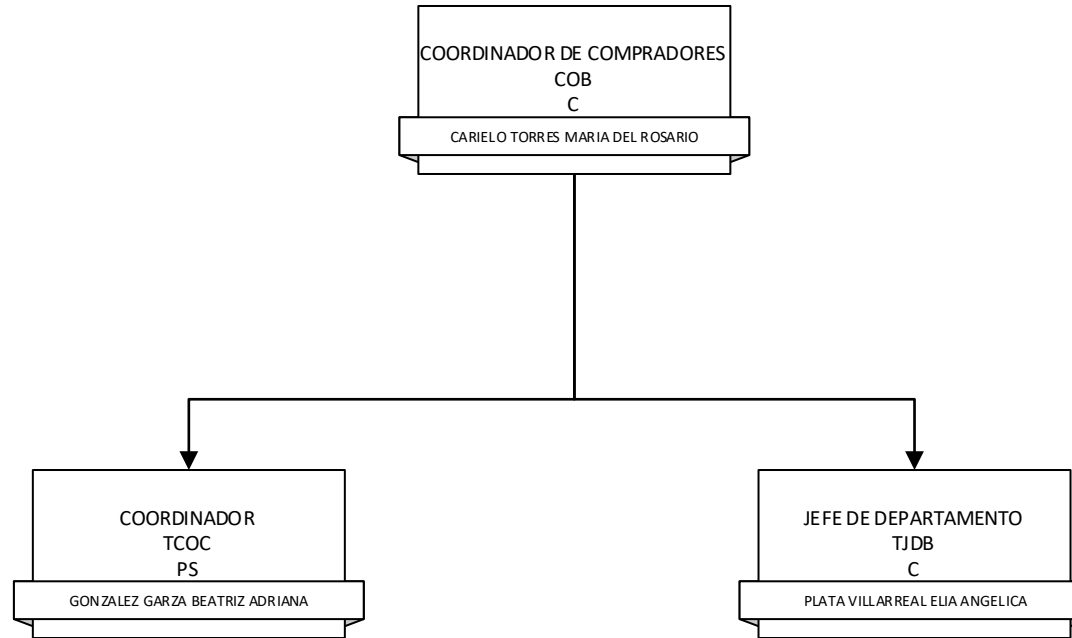 COORDINADOR DE COMPRADORES
COB
C
CARIELO TORRES MARIA DEL ROSARIO
COORDINADOR
TCOC
PS
GONZALEZ GARZA BEATRIZ ADRIANA
JEFE DE DEPARTAMENTO
TJDB
C
PLATA VILLARREAL ELIA ANGELICA